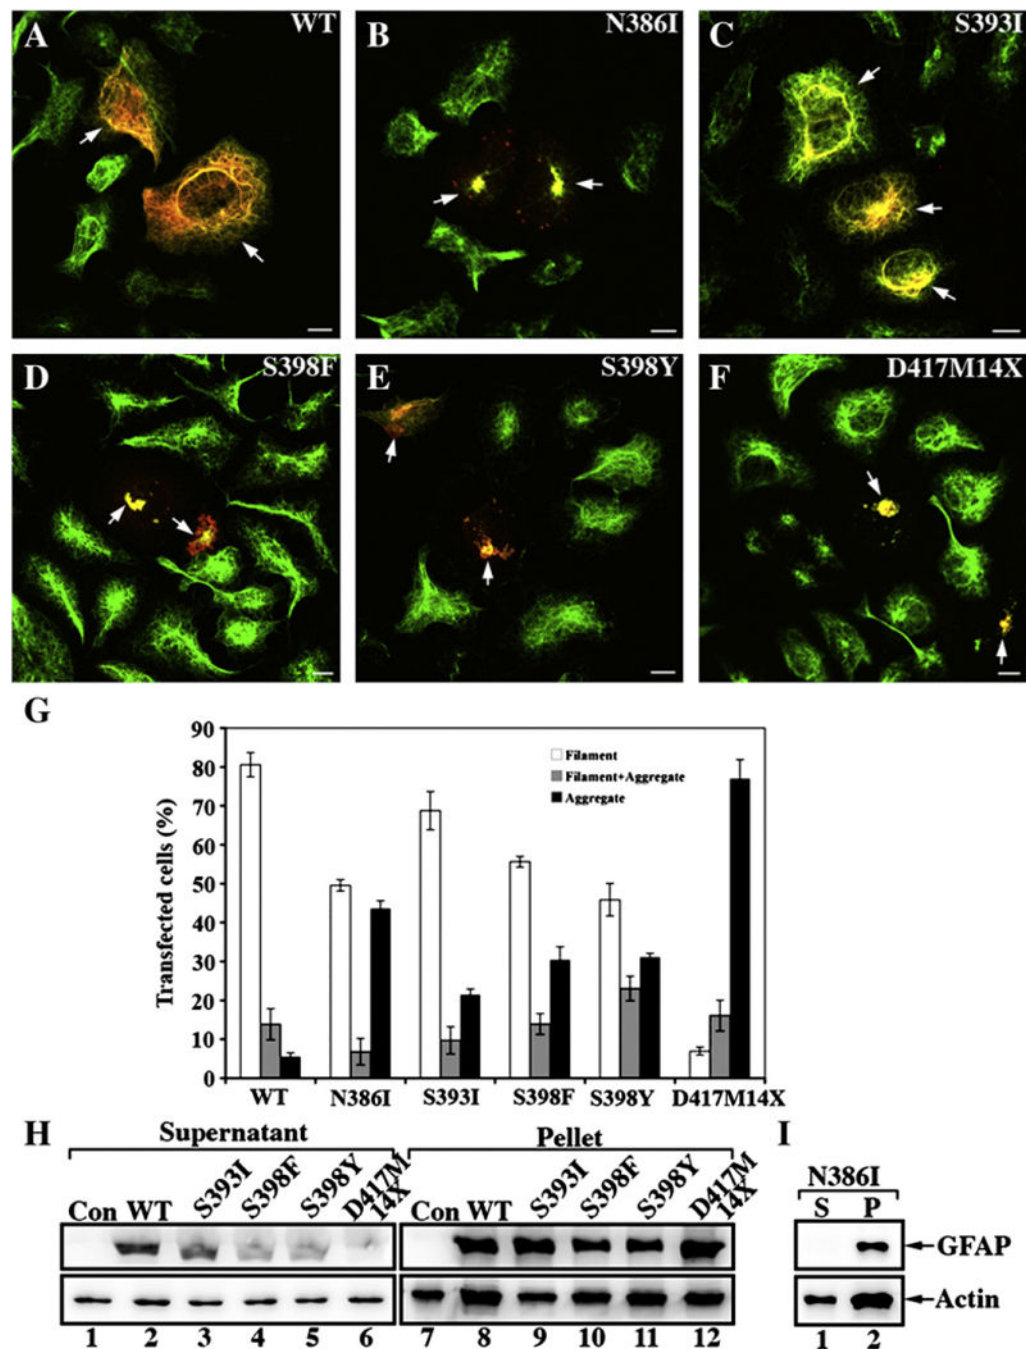 A WT
B N386I
C S393I
D S398F
E S398Y
F D417M14X
G
90
80
70
60
50
40
30
20
10
0
Transfected cells (%)
Filament
Filament+Aggregate
Aggregate
WT N386I S393I S398F S398Y D417M14X
H Supernatant Pellet
Con WT S393I S398F S398Y D417M 14X Con WT S393I S398F S398Y D417M 14X
1 2 3 4 5 6 7 8 9 10 11 12
I
N386I
S P
GFAP
Actin
1 2